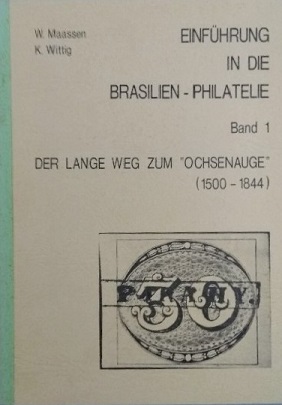 W. Maassen
K. Wittig
EINFÜHRUNG
IN DIE
BRASILIEN - PHILATELIE
Band 1
DER LANGE WEG ZUM "OCHSENAUGE"
(1500 - 1844)
30